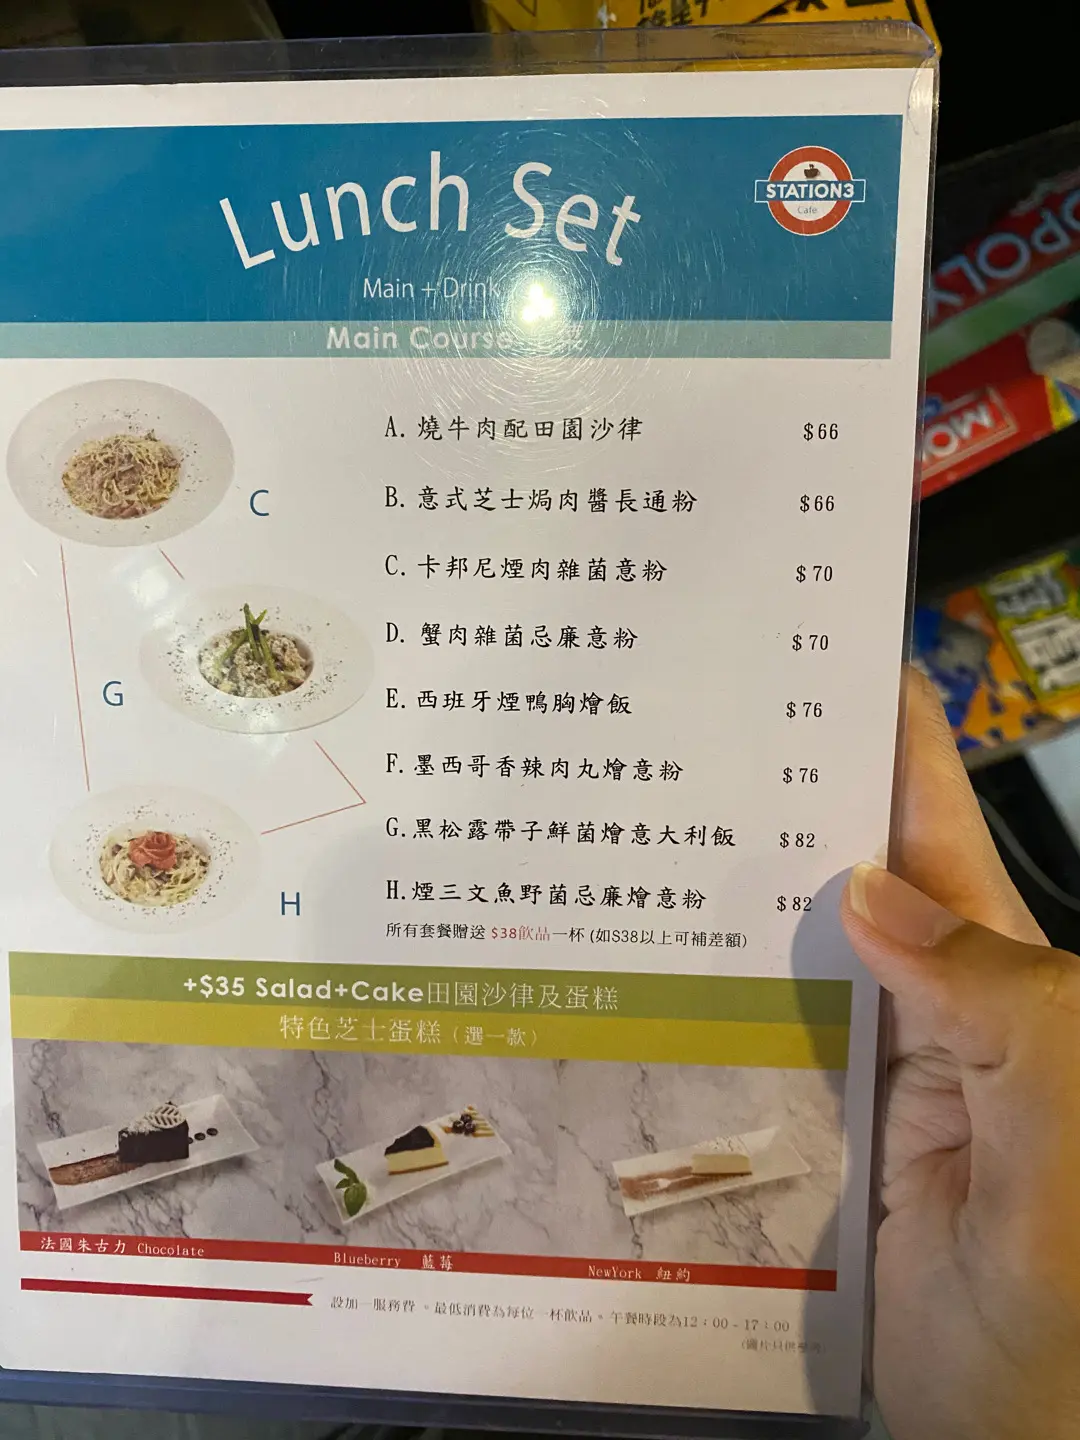 Lunch Set
STATION3
Cafe
Main + Drink
Main Course
A. 燒牛肉配田園沙律 $66
B. 意式芝士焗肉醬長通粉 $66
C. 卡邦尼煙肉雜菌意粉 $70
D. 蟹肉雜菌忌廉意粉 $70
E. 西班牙煙鴨胸燴飯 $76
F. 墨西哥香辣肉丸燴意粉 $76
G. 黑松露帶子鮮菌燴意大利飯 $82
H. 煙三文魚野菌忌廉燴意粉 $82
所有套餐贈送 $38飲品一杯 (如$38以上可補差額)
C
G
H
+$35 Salad+Cake田園沙律及蛋糕
特色芝士蛋糕（選一款）
法國朱古力 Chocolate
Blueberry 藍莓
NewYork 紐約
設加一服務費。最低消費為每位一杯飲品。午餐時段為12：00 - 17：00
(圖片只供參考)